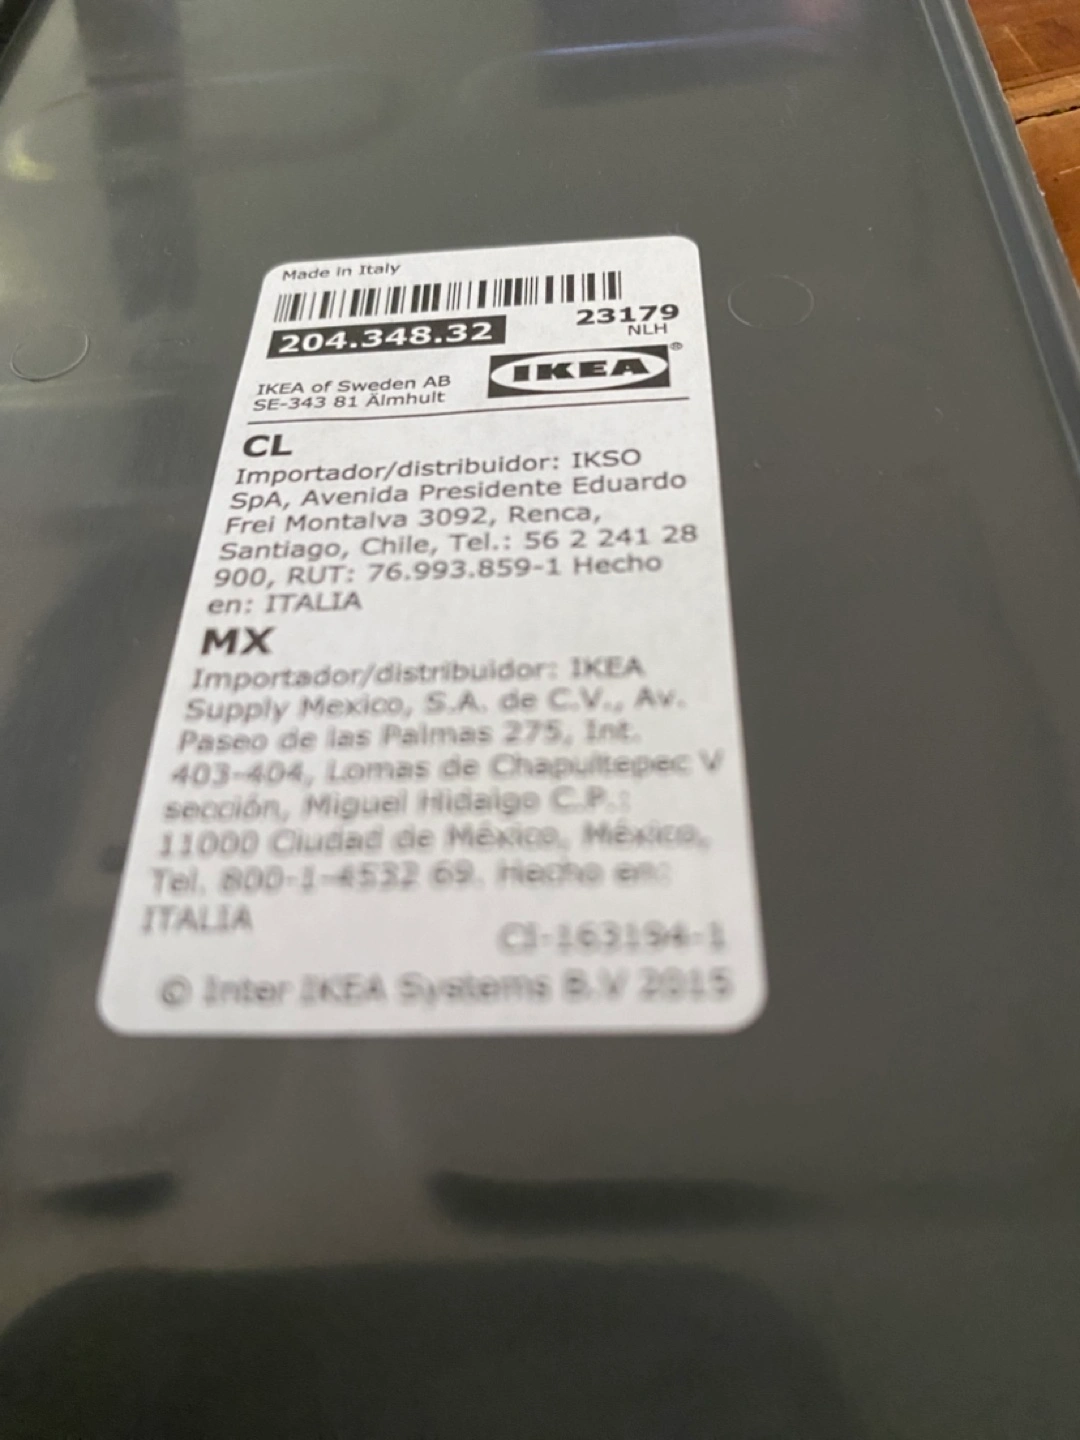 Made in Italy
204.348.32
23179
NLH
IKEA of Sweden AB
SE-343 81 Älmhult
IKEA®
CL
Importador/distribuidor: IKSO
SpA, Avenida Presidente Eduardo
Frei Montalva 3092, Renca,
Santiago, Chile, Tel.: 56 2 241 28
900, RUT: 76.993.859-1 Hecho
en: ITALIA
MX
Importador/distribuidor: IKEA
Supply Mexico, S.A. de C.V., Av.
Paseo de las Palmas 275, Int.
403-404, Lomas de Chapultepec V
sección, Miguel Hidalgo C.P.:
11000 Ciudad de México, México,
Tel. 800-1-4532 69. Hecho en:
ITALIA
CI-163194-1
© Inter IKEA Systems B.V 2015